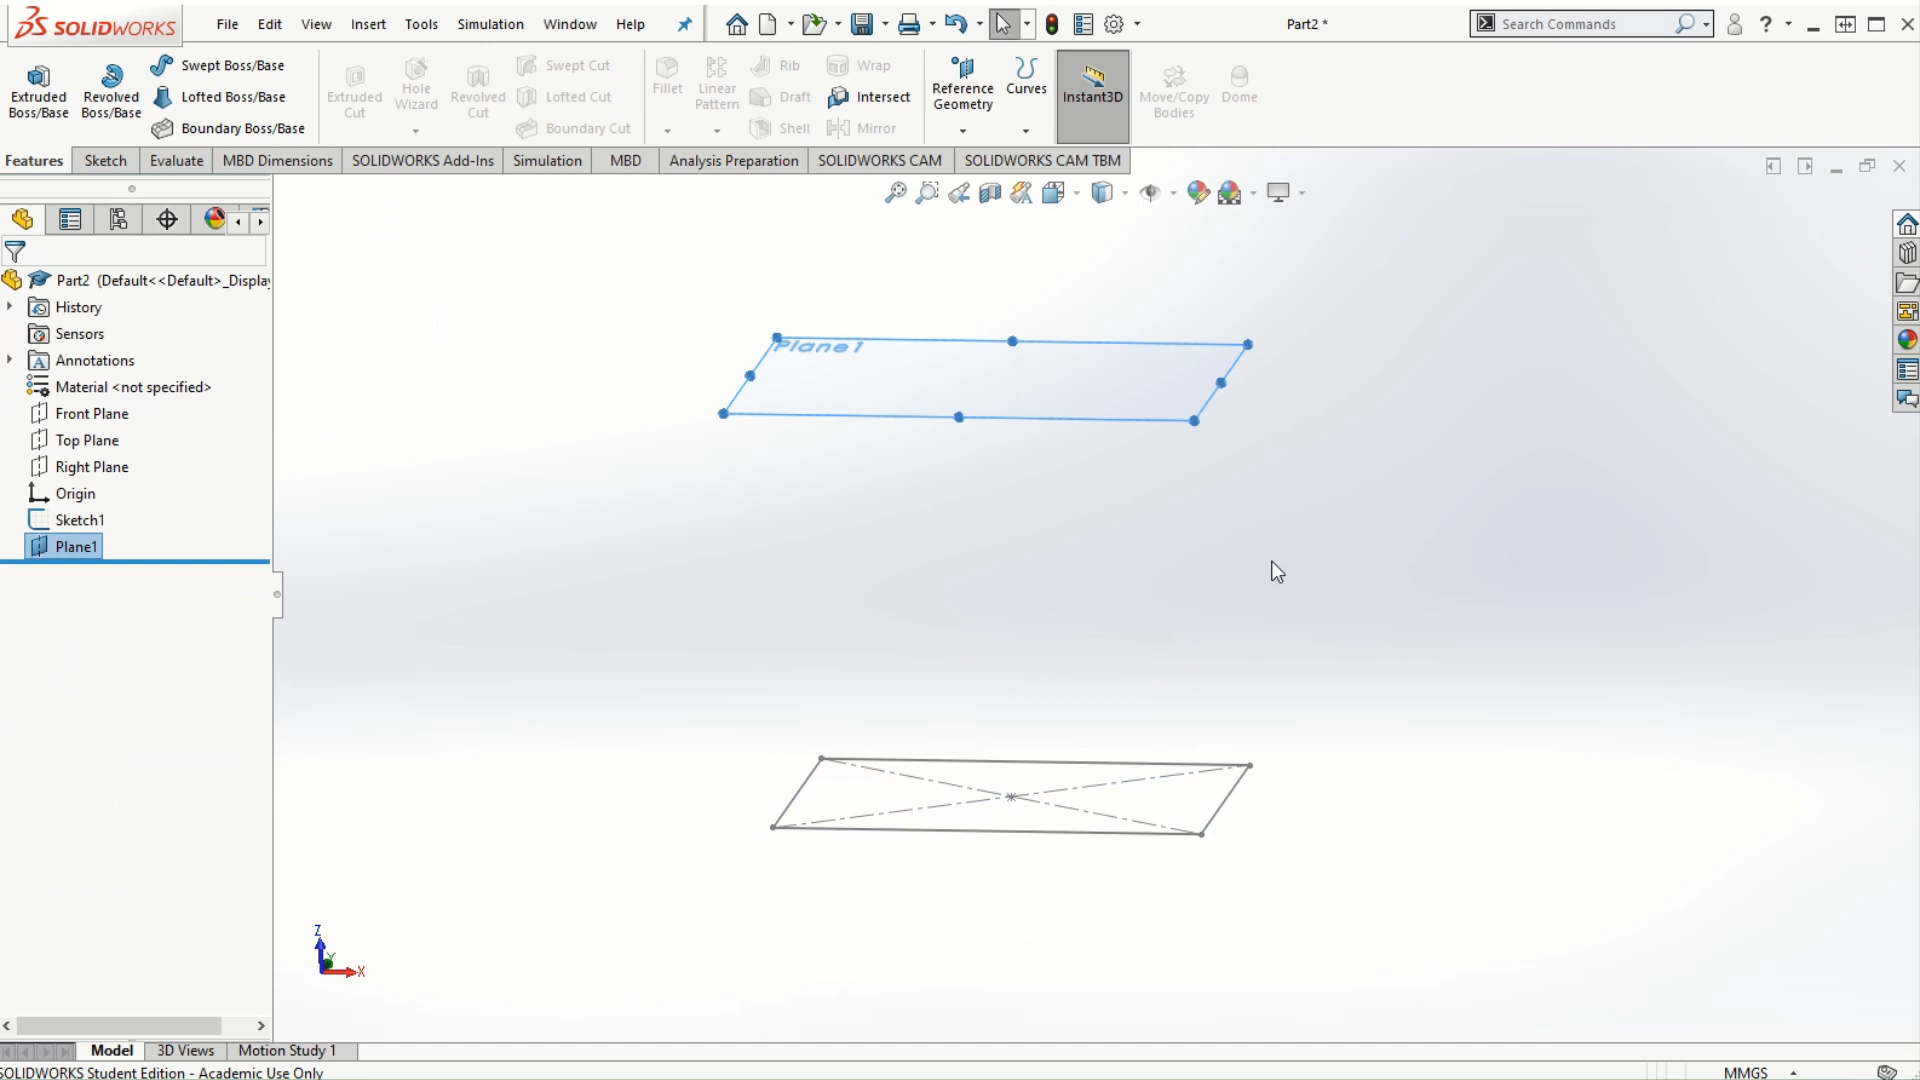 SOLIDWORKS File Edit View Insert Tools Simulation Window Help Part2 * Search Commands ?
Extruded Boss/Base
Revolved Boss/Base
Swept Boss/Base
Lofted Boss/Base
Boundary Boss/Base
Extruded Cut
Hole Wizard
Revolved Cut
Swept Cut
Lofted Cut
Boundary Cut
Fillet
Linear Pattern
Rib
Draft
Shell
Wrap
Intersect
Mirror
Reference Geometry
Curves
Instant3D
Move/Copy Bodies
Dome
Features Sketch Evaluate MBD Dimensions SOLIDWORKS Add-Ins Simulation MBD Analysis Preparation SOLIDWORKS CAM SOLIDWORKS CAM TBM
Part2 (Default<<Default>_Display
History
Sensors
Annotations
Material <not specified>
Front Plane
Top Plane
Right Plane
Origin
Sketch1
Plane1
Plane1
Z
Y
X
Model 3D Views Motion Study 1
SOLIDWORKS Student Edition - Academic Use Only MMGS